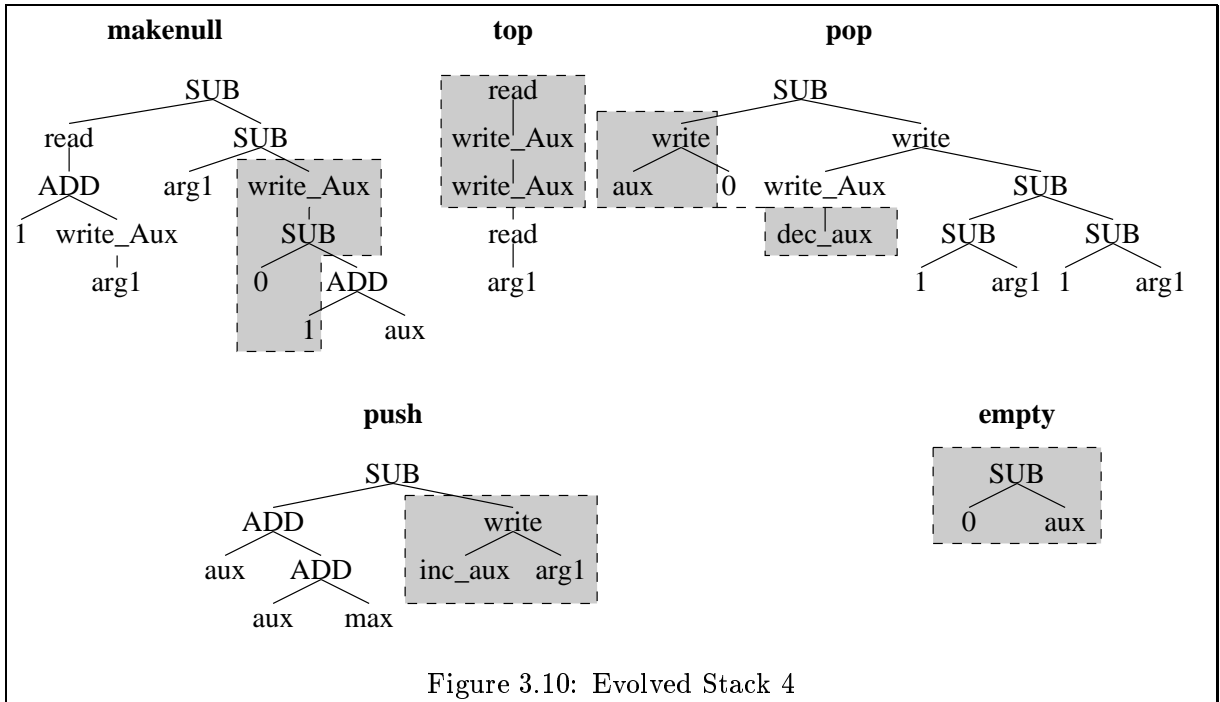 makenull top pop
SUB read SUB
read SUB write_Aux write write
ADD arg1 write_Aux write_Aux aux 0 write_Aux SUB
1 write_Aux SUB read dec_aux SUB SUB
arg1 0 ADD arg1 1 arg1 1 arg1
1 aux
push empty
SUB SUB
ADD write 0 aux
aux ADD inc_aux arg1
aux max
Figure 3.10: Evolved Stack 4